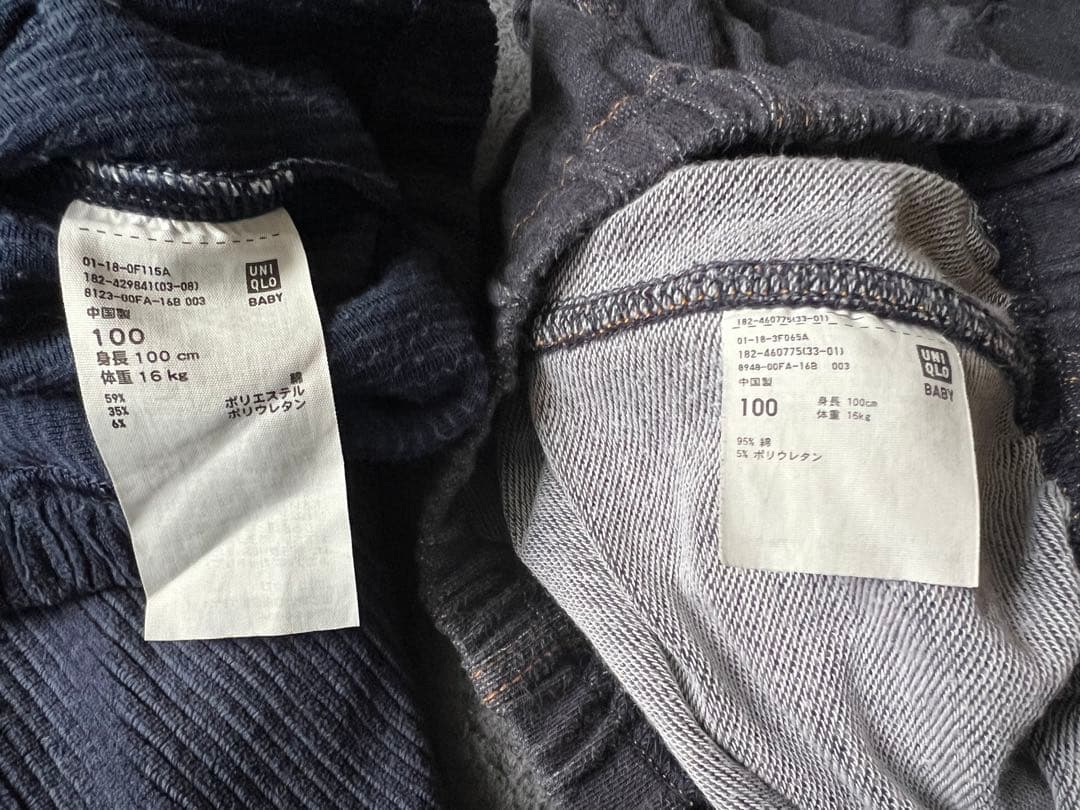 01-18-0F115A
182-429841(03-08)
8123-00FA-16B 003
中国製
UNI
QLO
BABY
100
身長 100 cm
体重 16 kg
59% 綿
35% ポリエステル
6% ポリウレタン
182-460775(33-01)
01-18-3F065A
182-460775(33-01)
8948-00FA-16B 003
中国製
UNI
QLO
BABY
100
身長 100cm
体重 16kg
95% 綿
5% ポリウレタン